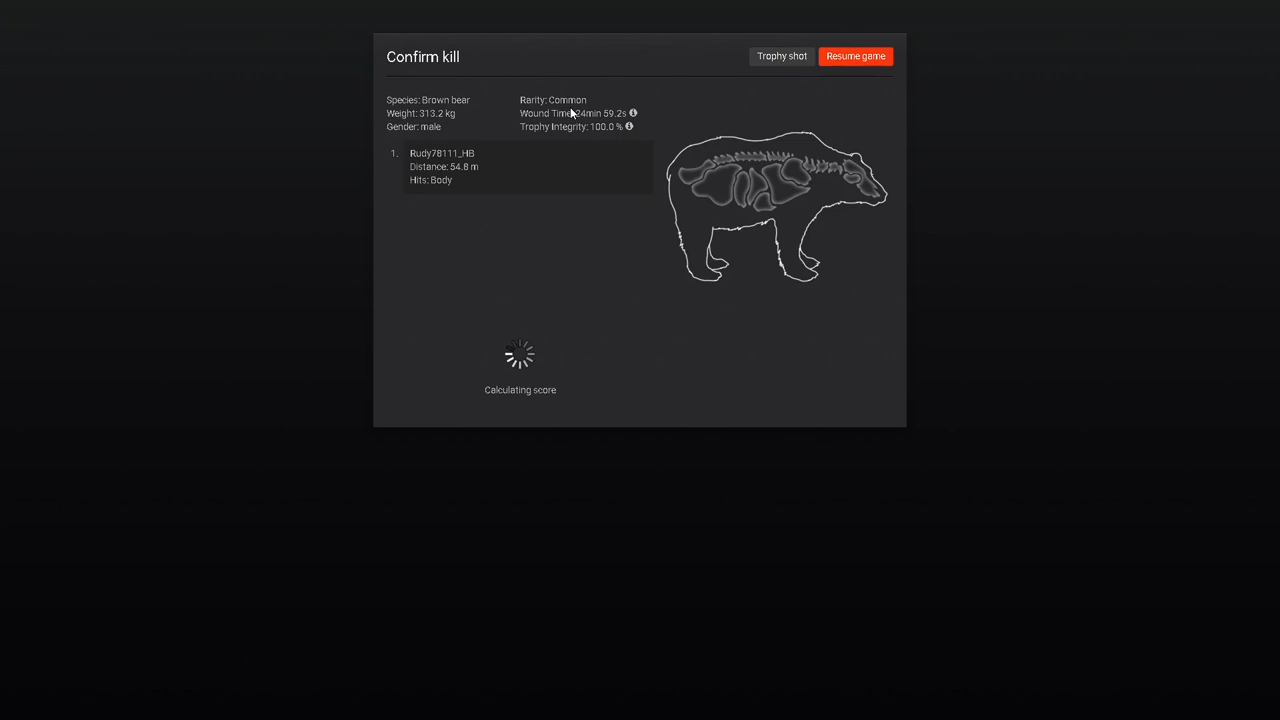 Confirm kill
Trophy shot
Resume game
Species: Brown bear
Weight: 313.2 kg
Gender: male
Rarity: Common
Wound Time: 24min 59.2s
Trophy Integrity: 100.0 %
1.
Rudy78111_HB
Distance: 54.8 m
Hits: Body
Calculating score